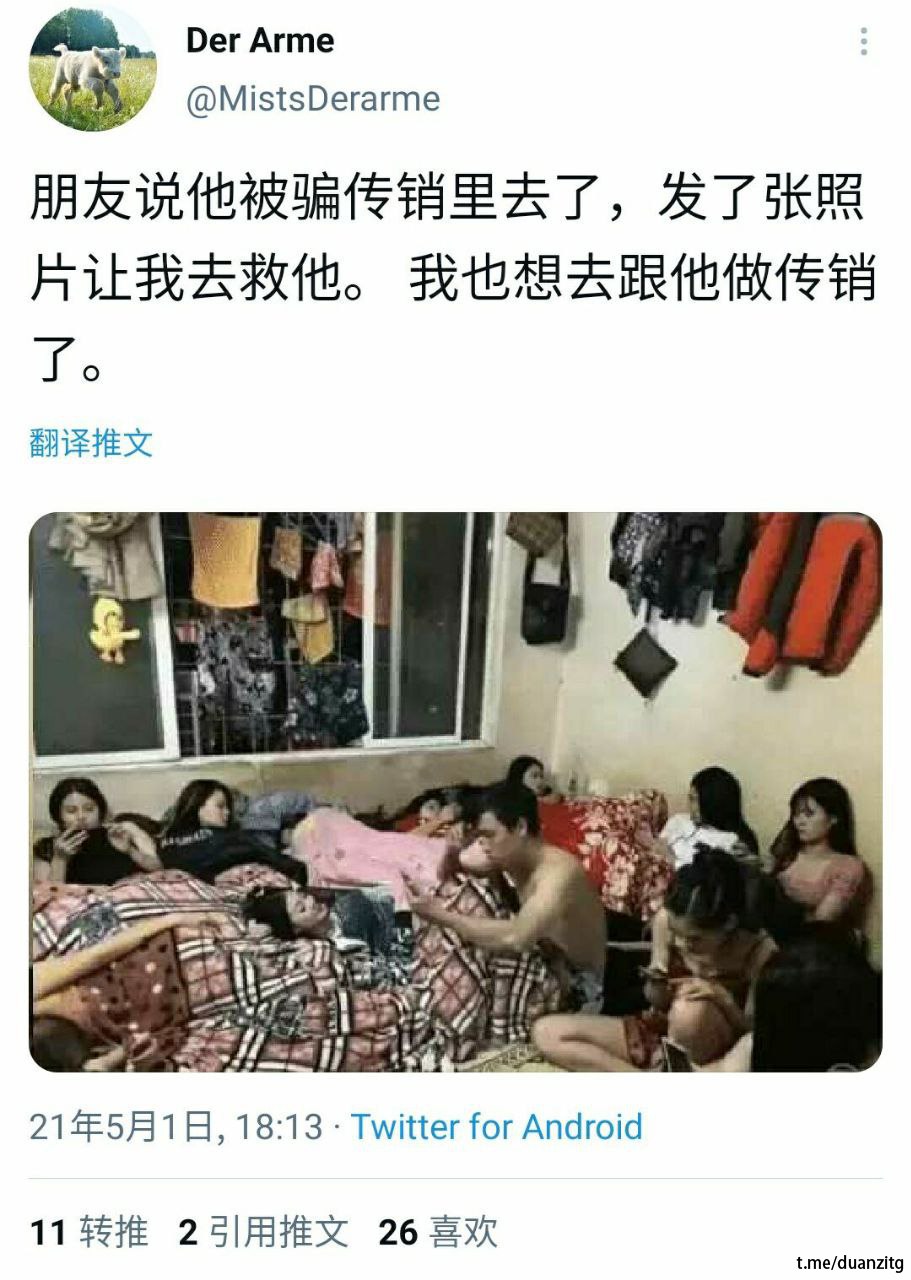 Der Arme
@MistsDerarme
朋友说他被骗传销里去了，发了张照
片让我去救他。 我也想去跟他做传销
了。
翻译推文
21年5月1日, 18:13 · Twitter for Android
11 转推 2 引用推文 26 喜欢
t.me/duanzitg